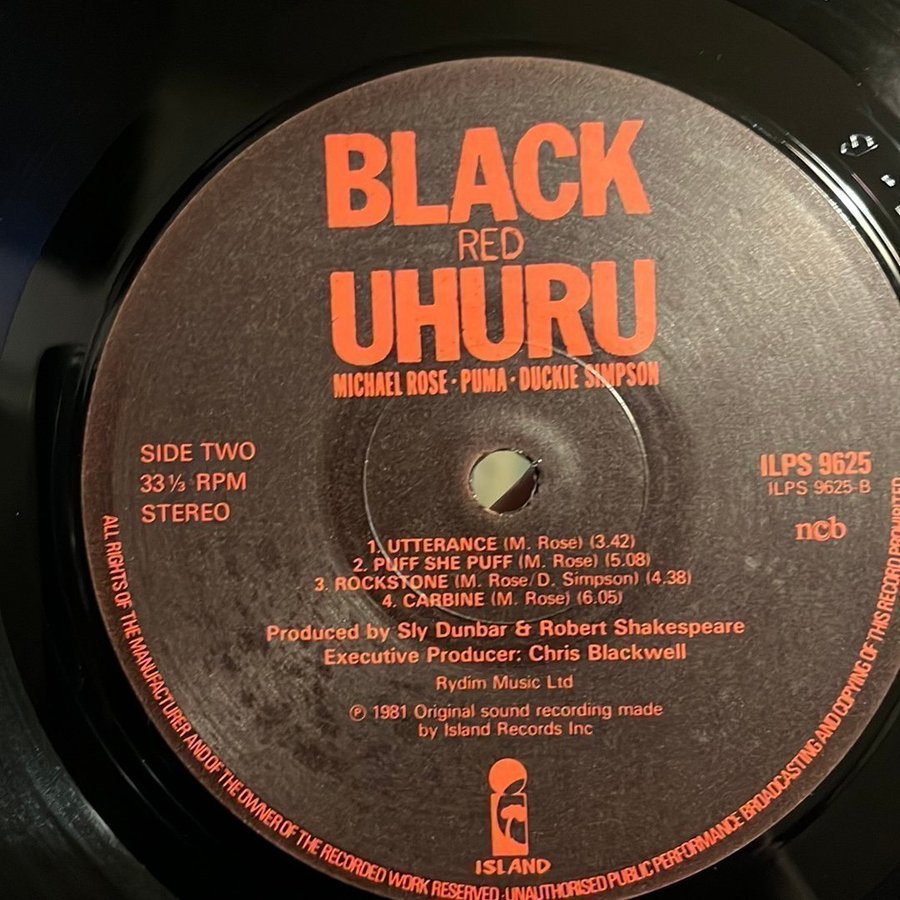 BLACK
RED
UHURU
MICHAEL ROSE · PUMA · DUCKIE SIMPSON
SIDE TWO
33⅓ RPM
STEREO
ILPS 9625
ILPS 9625-B
ncb
1. UTTERANCE (M. Rose) (3.42)
2. PUFF SHE PUFF (M. Rose) (5.08)
3. ROCKSTONE (M. Rose/D. Simpson) (4.38)
4. CARBINE (M. Rose) (6.05)
Produced by Sly Dunbar & Robert Shakespeare
Executive Producer: Chris Blackwell
Rydim Music Ltd
℗ 1981 Original sound recording made
by Island Records Inc
ISLAND
ALL RIGHTS OF THE MANUFACTURER AND OF THE OWNER OF THE RECORDED WORK RESERVED · UNAUTHORISED PUBLIC PERFORMANCE BROADCASTING AND COPYING OF THIS RECORD PROHIBITED